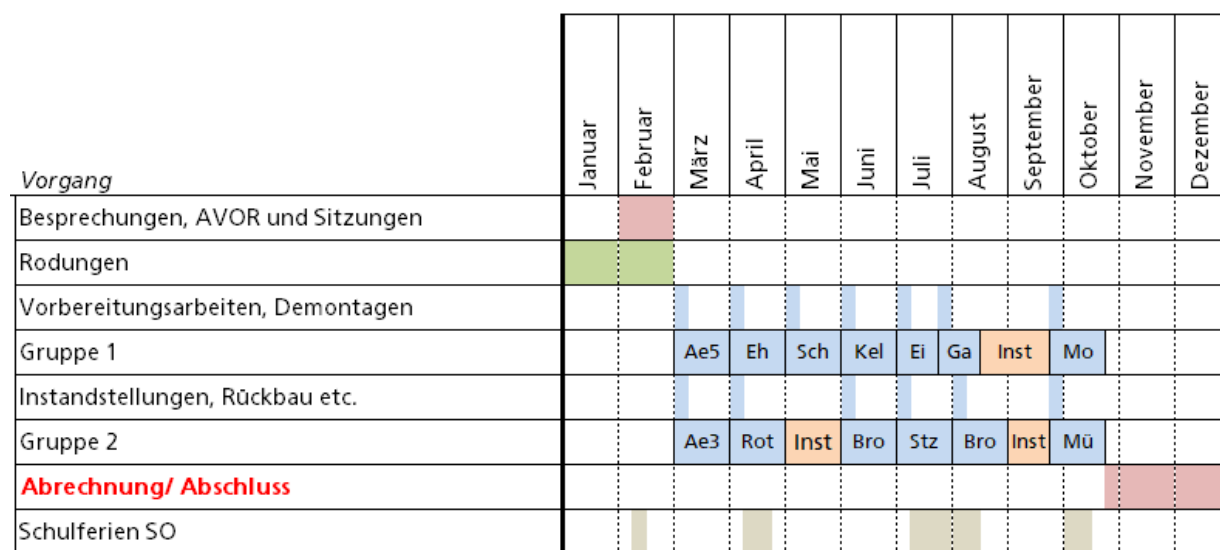 Vorgang
Januar
Februar
März
April
Mai
Juni
Juli
August
September
Oktober
November
Dezember
Besprechungen, AVOR und Sitzungen
Rodungen
Vorbereitungsarbeiten, Demontagen
Gruppe 1 Ae5 Eh Sch Kel Ei Ga Inst Mo
Instandstellungen, Rückbau etc.
Gruppe 2 Ae3 Rot Inst Bro Stz Bro Inst Mü
Abrechnung/ Abschluss
Schulferien SO